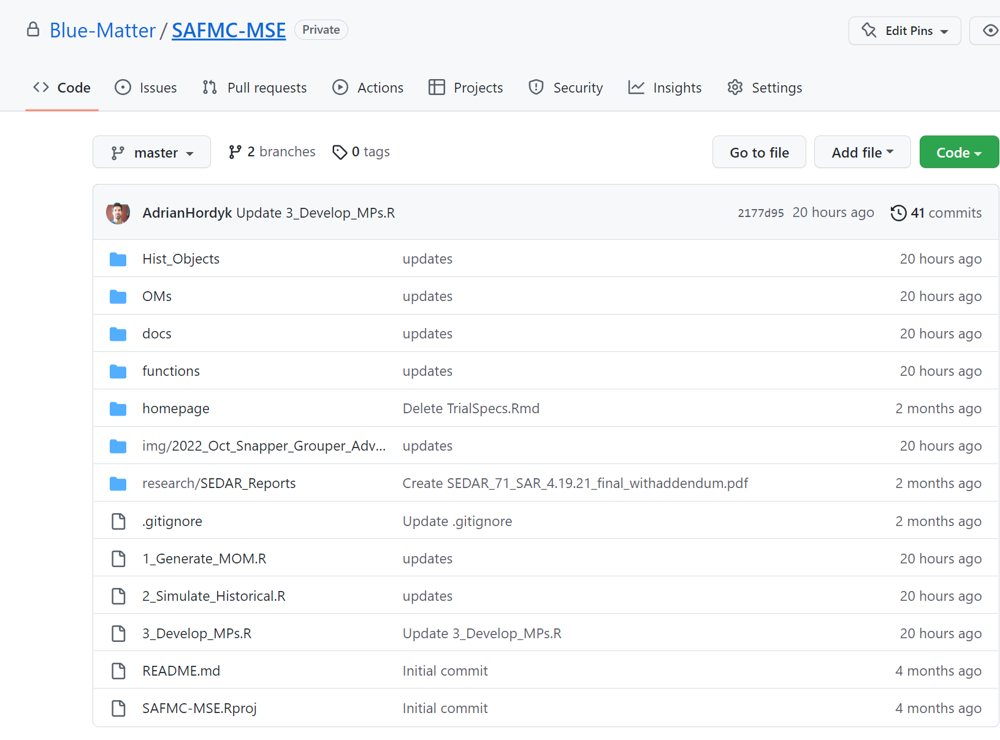 Blue-Matter / SAFMC-MSE Private Edit Pins
Code Issues Pull requests Actions Projects Security Insights Settings
master 2 branches 0 tags Go to file Add file Code
AdrianHordyk Update 3_Develop_MPs.R 2177d95 20 hours ago 41 commits
Hist_Objects updates 20 hours ago
OMs updates 20 hours ago
docs updates 20 hours ago
functions updates 20 hours ago
homepage Delete TrialSpecs.Rmd 2 months ago
img/2022_Oct_Snapper_Grouper_Adv... updates 20 hours ago
research/SEDAR_Reports Create SEDAR_71_SAR_4.19.21_final_withaddendum.pdf 2 months ago
.gitignore Update .gitignore 2 months ago
1_Generate_MOM.R updates 20 hours ago
2_Simulate_Historical.R updates 20 hours ago
3_Develop_MPs.R Update 3_Develop_MPs.R 20 hours ago
README.md Initial commit 4 months ago
SAFMC-MSE.Rproj Initial commit 4 months ago